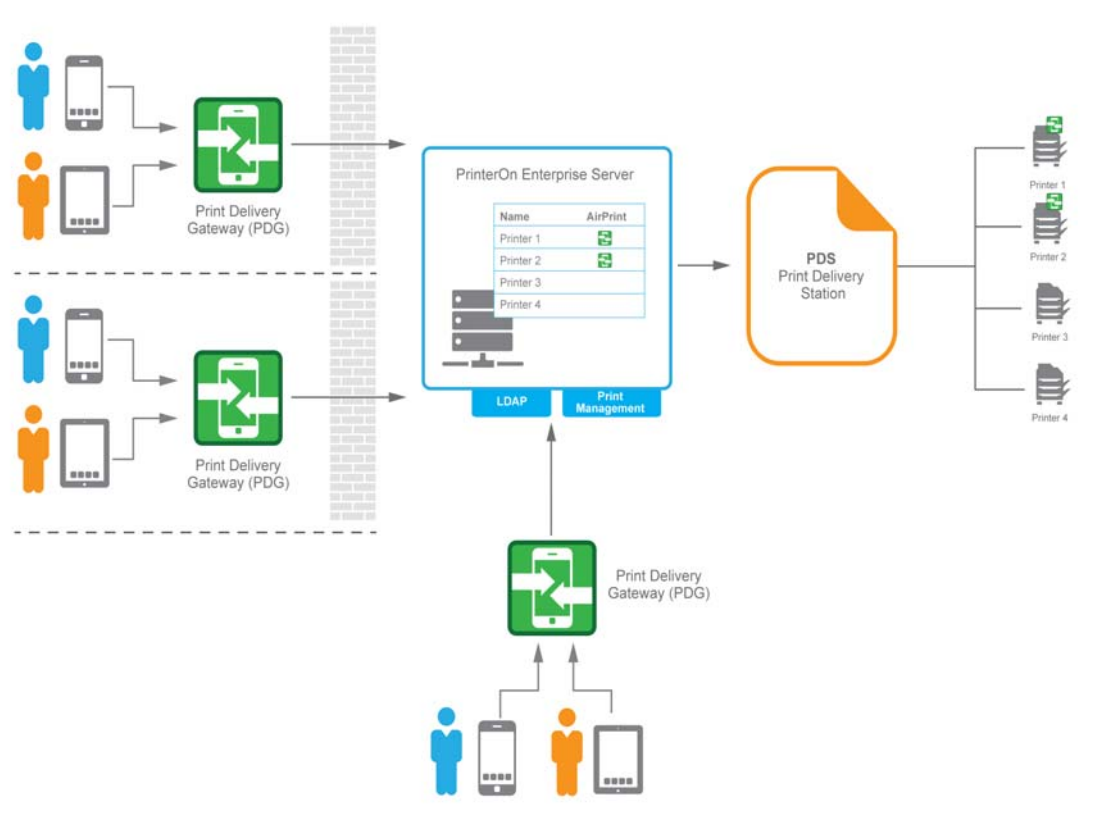 Print Delivery
Gateway (PDG)
Print Delivery
Gateway (PDG)
PrinterOn Enterprise Server
Name AirPrint
Printer 1
Printer 2
Printer 3
Printer 4
LDAP
Print
Management
PDS
Print Delivery
Station
Printer 1
Printer 2
Printer 3
Printer 4
Print Delivery
Gateway (PDG)